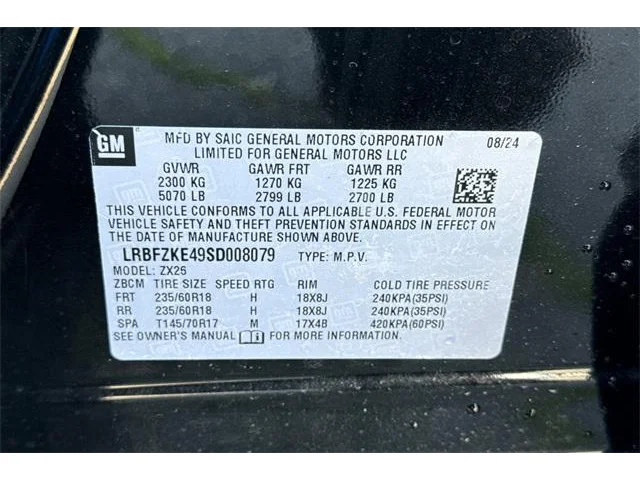 GM
MFD BY SAIC GENERAL MOTORS CORPORATION 08/24
LIMITED FOR GENERAL MOTORS LLC
GVWR GAWR FRT GAWR RR
2300 KG 1270 KG 1225 KG
5070 LB 2799 LB 2700 LB
THIS VEHICLE CONFORMS TO ALL APPLICABLE U.S. FEDERAL MOTOR
VEHICLE SAFETY AND THEFT PREVENTION STANDARDS IN EFFECT ON
THE DATE OF MANUFACTURE SHOWN ABOVE.
LRBFZKE49SD008079 TYPE: M.P.V.
MODEL: ZX25
ZBCM TIRE SIZE SPEED RTG RIM COLD TIRE PRESSURE
FRT 235/60R18 H 18X8J 240KPA(35PSI)
RR 235/60R18 H 18X8J 240KPA(35PSI)
SPA T145/70R17 M 17X4B 420KPA(60PSI)
SEE OWNER'S MANUAL FOR MORE INFORMATION